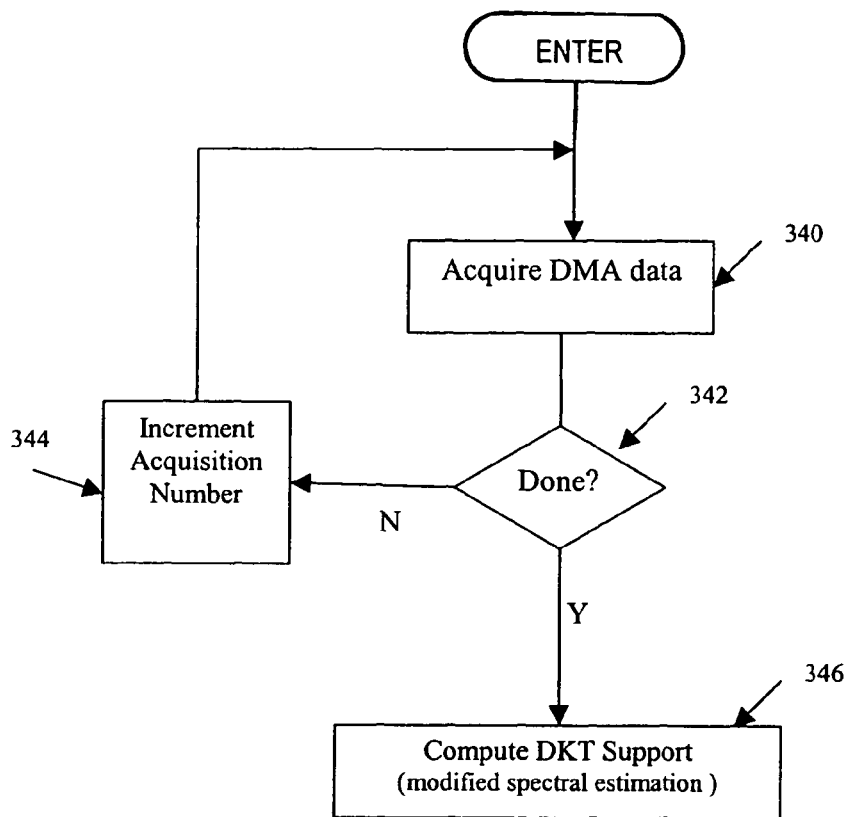 ENTER
Acquire DMA data
340
342
Done?
344
Increment
Acquisition
Number
N
Y
346
Compute DKT Support
(modified spectral estimation )